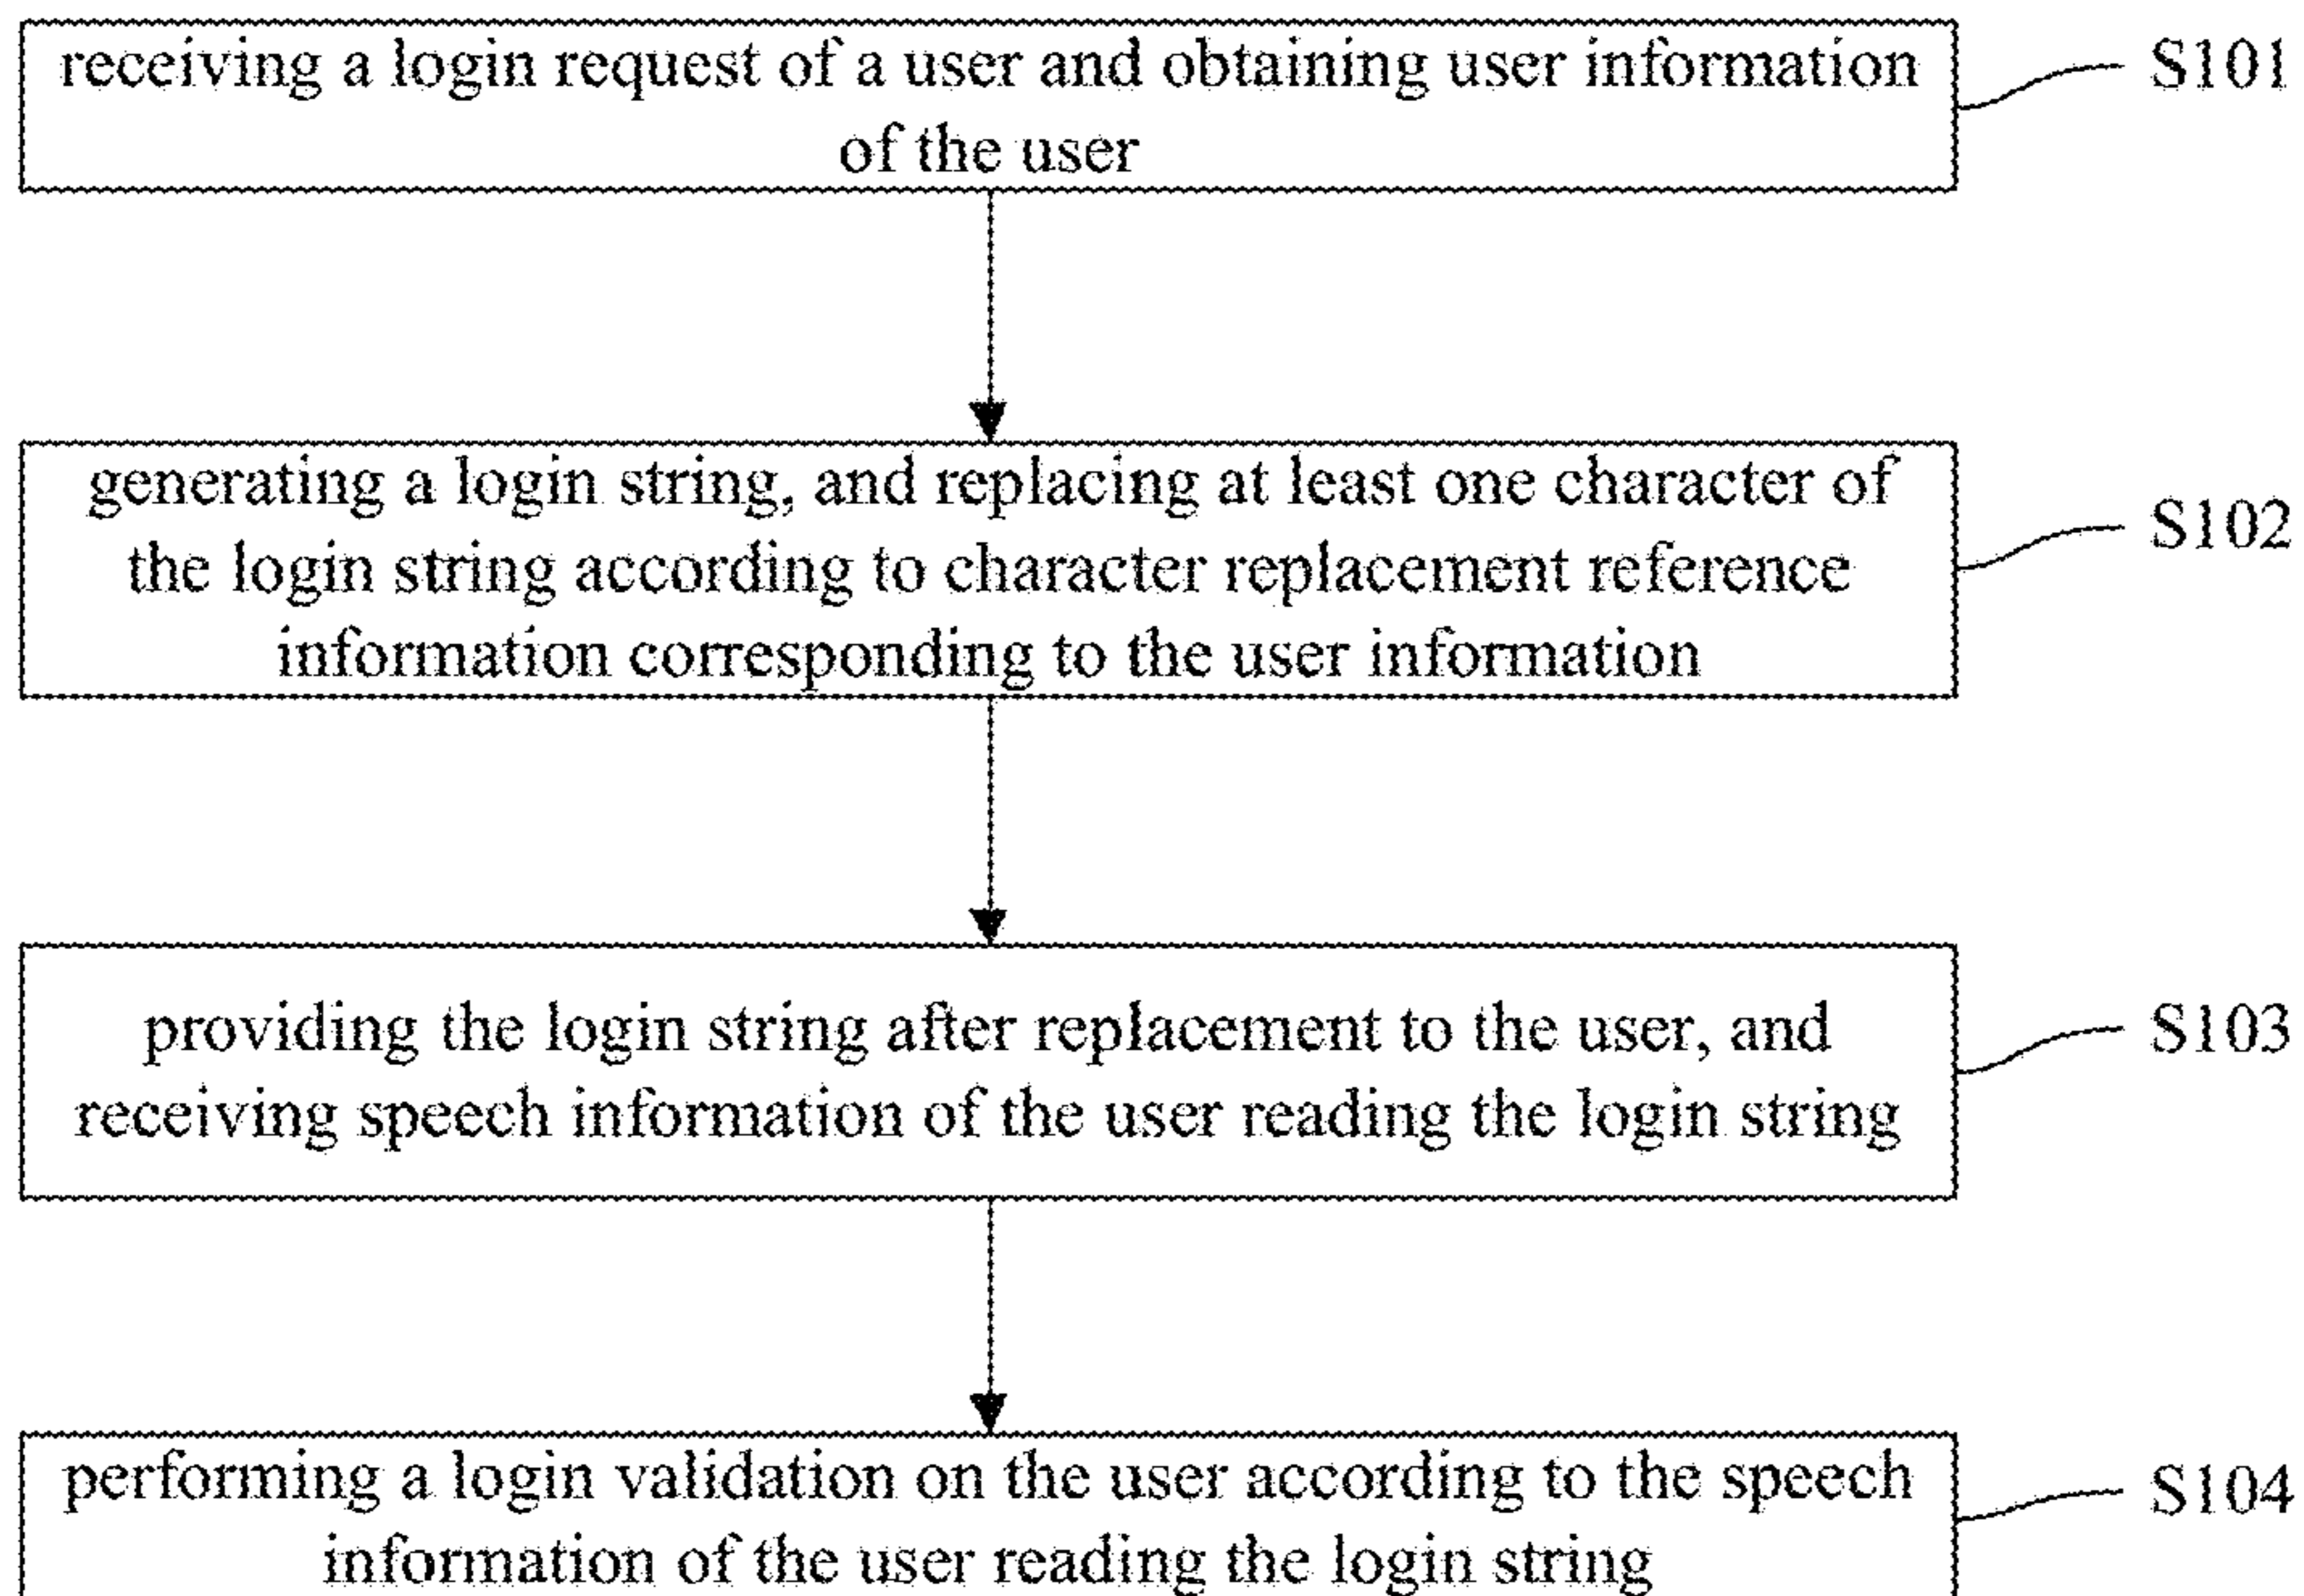 receiving a login request of a user and obtaining user information
of the user
S101
generating a login string, and replacing at least one character of
the login string according to character replacement reference
information corresponding to the user information
S102
providing the login string after replacement to the user, and
receiving speech information of the user reading the login string
S103
performing a login validation on the user according to the speech
information of the user reading the login string
S104